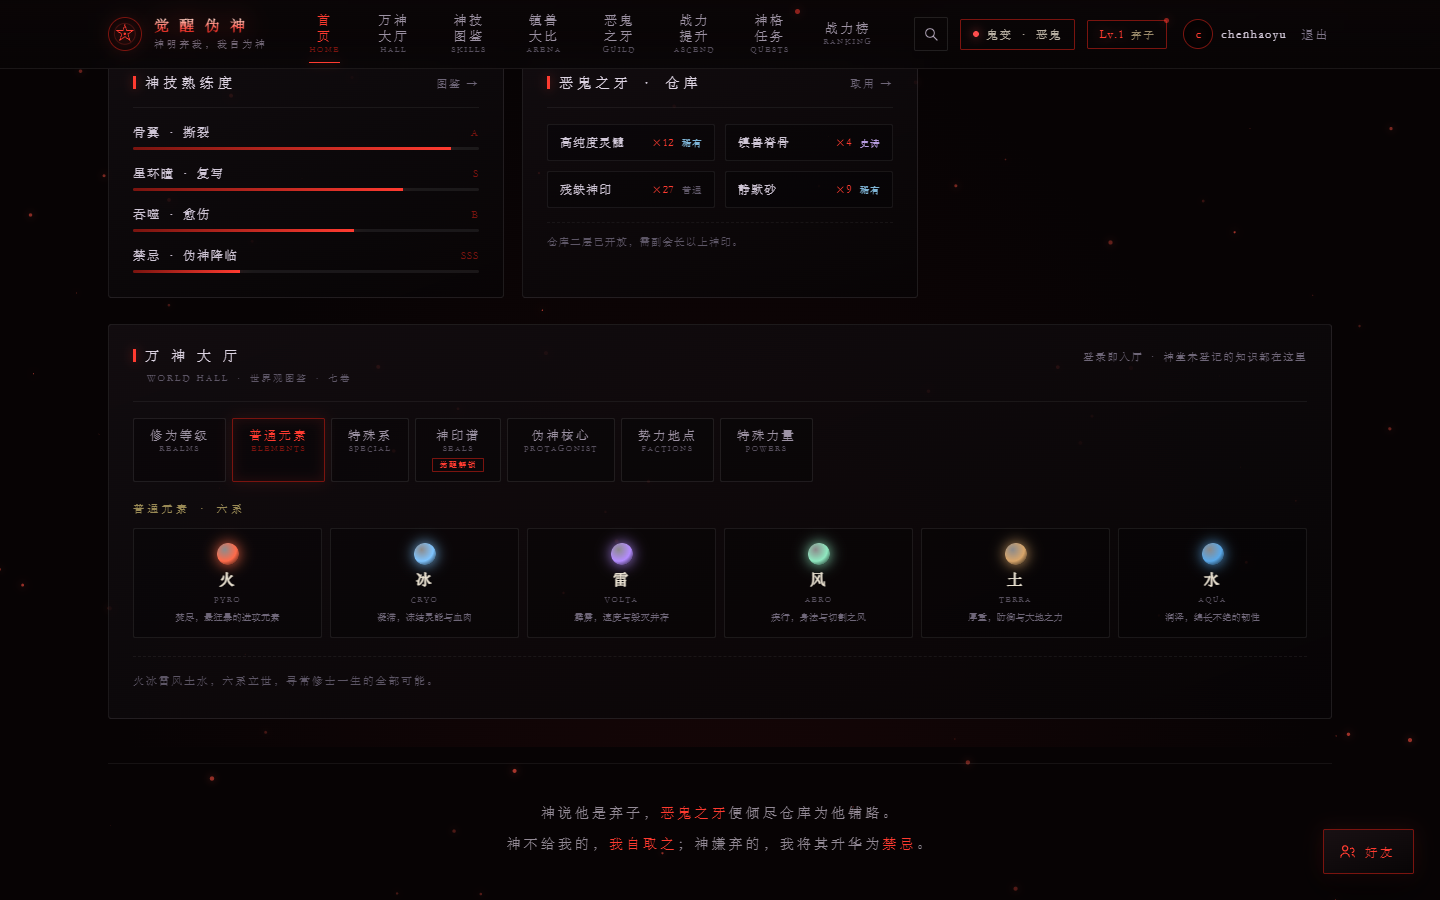 觉醒伪神
神明弃我，我自为神
首页
HOME
万神大厅
HALL
神技图鉴
SKILLS
镇兽大比
ARENA
恶鬼之牙
GUILD
战力提升
ASCEND
神格任务
QUESTS
战力榜
RANKING
鬼变 · 恶鬼
Lv.1 弃子
c
chenhaoyu
退出
神技熟练度
图鉴 →
骨翼 · 撕裂
A
星环瞳 · 复写
S
吞噬 · 愈伤
B
禁忌 · 伪神降临
SSS
恶鬼之牙 · 仓库
取用 →
高纯度灵髓 ×12 稀有
镇兽脊骨 ×4 史诗
残缺神印 ×27 普通
静默砂 ×9 稀有
仓库二层已开放，需副会长以上神印。
万神大厅
WORLD HALL · 世界观图鉴 · 七卷
登录即入厅 · 神堂未登记的知识都在这里
修为等级
REALMS
普通元素
ELEMENTS
特殊系
SPECIAL
神印谱
SEALS
觉醒解锁
伪神核心
PROTAGONIST
势力地点
FACTIONS
特殊力量
POWERS
普通元素 · 六系
火
PYRO
焚尽，最狂暴的进攻元素
冰
CRYO
凝滞，冻结灵能与血肉
雷
VOLTA
霹雳，速度与毁灭并存
风
AERO
疾行，身法与切割之风
土
TERRA
厚重，防御与大地之力
水
AQUA
润泽，绵长不绝的韧性
火冰雷风土水，六系立世，寻常修士一生的全部可能。
神说他是弃子，恶鬼之牙便倾尽仓库为他铺路。
神不给我的，我自取之；神嫌弃的，我将其升华为禁忌。
好友